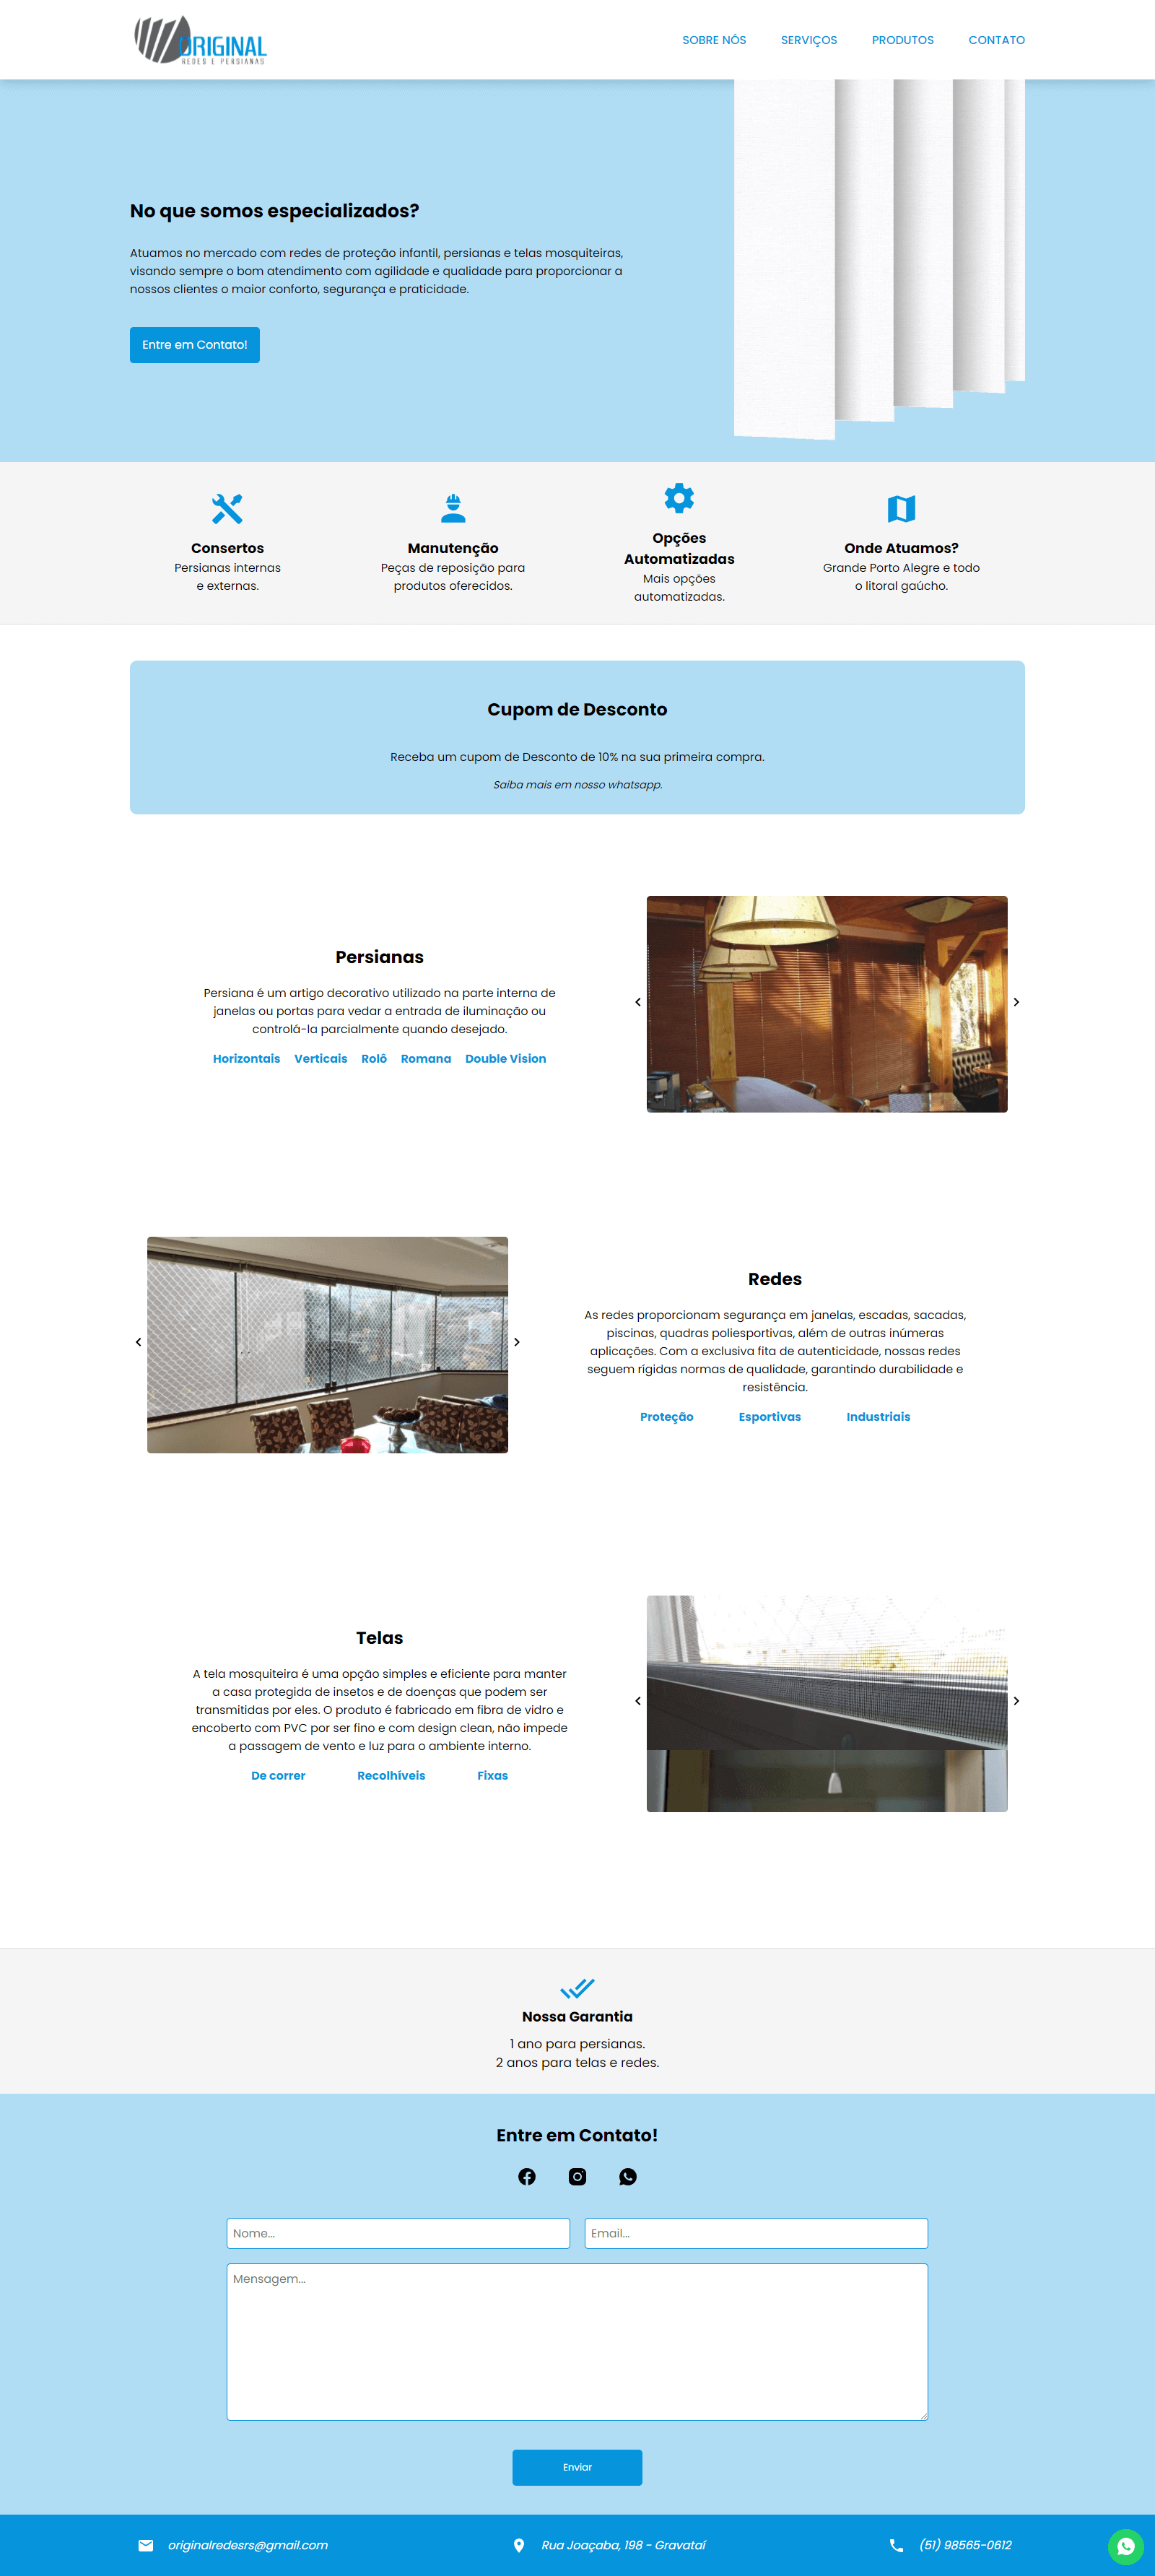 ORIGINAL
REDES E PERSIANAS
SOBRE NÓS
SERVIÇOS
PRODUTOS
CONTATO
No que somos especializados?
Atuamos no mercado com redes de proteção infantil, persianas e telas mosquiteiras,
visando sempre o bom atendimento com agilidade e qualidade para proporcionar a
nossos clientes o maior conforto, segurança e praticidade.
Entre em Contato!
Consertos
Persianas internas
e externas.
Manutenção
Peças de reposição para
produtos oferecidos.
Opções
Automatizadas
Mais opções
automatizadas.
Onde Atuamos?
Grande Porto Alegre e todo
o litoral gaúcho.
Cupom de Desconto
Receba um cupom de Desconto de 10% na sua primeira compra.
Saiba mais em nosso whatsapp.
Persianas
Persiana é um artigo decorativo utilizado na parte interna de
janelas ou portas para vedar a entrada de iluminação ou
controlá-la parcialmente quando desejado.
Horizontais Verticais Rolô Romana Double Vision
Redes
As redes proporcionam segurança em janelas, escadas, sacadas,
piscinas, quadras poliesportivas, além de outras inúmeras
aplicações. Com a exclusiva fita de autenticidade, nossas redes
seguem rígidas normas de qualidade, garantindo durabilidade e
resistência.
Proteção Esportivas Industriais
Telas
A tela mosquiteira é uma opção simples e eficiente para manter
a casa protegida de insetos e de doenças que podem ser
transmitidas por eles. O produto é fabricado em fibra de vidro e
encoberto com PVC por ser fino e com design clean, não impede
a passagem de vento e luz para o ambiente interno.
De correr Recolhíveis Fixas
Nossa Garantia
1 ano para persianas.
2 anos para telas e redes.
Entre em Contato!
Nome...
Email...
Mensagem...
Enviar
originalredesrs@gmail.com
Rua Joaçaba, 198 - Gravataí
(51) 98565-0612